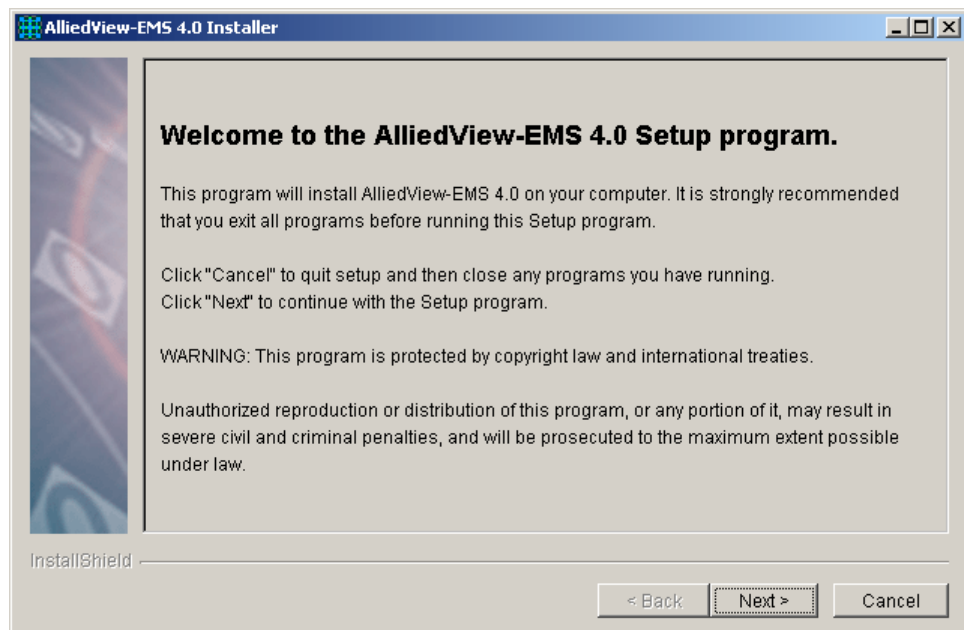 AlliedView-EMS 4.0 Installer
Welcome to the AlliedView-EMS 4.0 Setup program.
This program will install AlliedView-EMS 4.0 on your computer. It is strongly recommended
that you exit all programs before running this Setup program.
Click "Cancel" to quit setup and then close any programs you have running.
Click "Next" to continue with the Setup program.
WARNING: This program is protected by copyright law and international treaties.
Unauthorized reproduction or distribution of this program, or any portion of it, may result in
severe civil and criminal penalties, and will be prosecuted to the maximum extent possible
under law.
InstallShield
< Back Next > Cancel